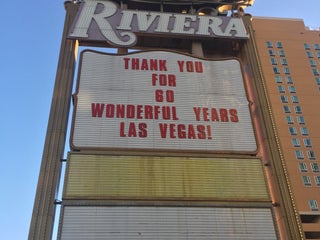 RIVIERA
THANK YOU
FOR
60
WONDERFUL YEARS
LAS VEGAS!